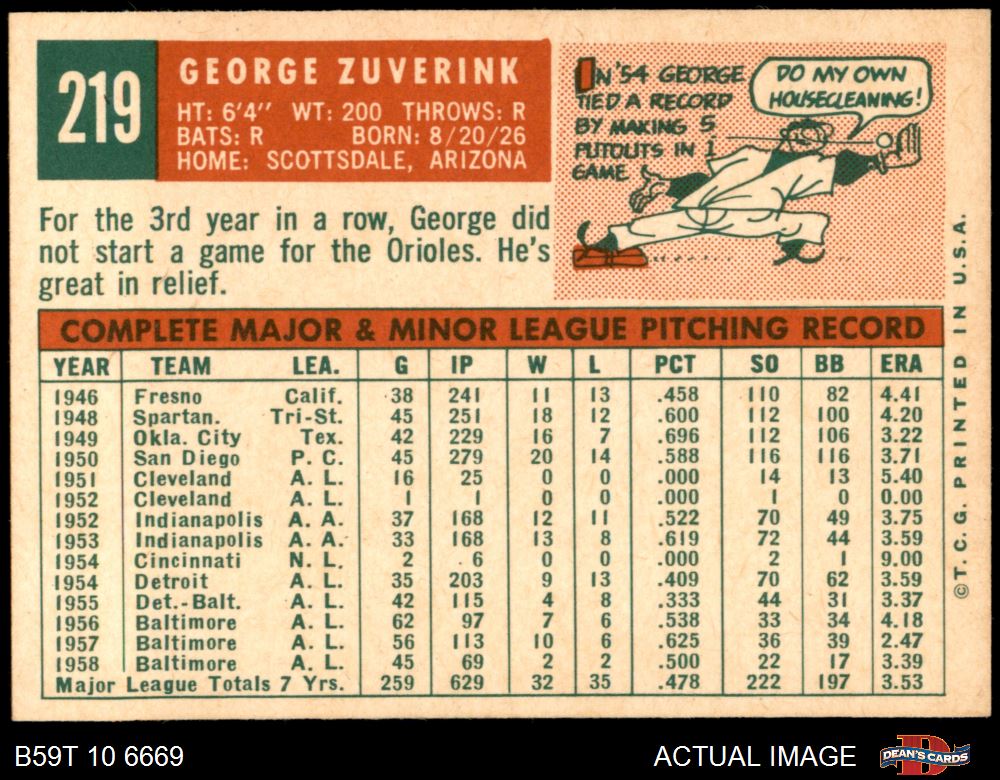 219
GEORGE ZUVERINK
HT: 6'4" WT: 200 THROWS: R
BATS: R BORN: 8/20/26
HOME: SCOTTSDALE, ARIZONA
IN '54 GEORGE
TIED A RECORD
BY MAKING 5
PUTOUTS IN 1
GAME
DO MY OWN
HOUSECLEANING!
For the 3rd year in a row, George did
not start a game for the Orioles. He's
great in relief.
COMPLETE MAJOR & MINOR LEAGUE PITCHING RECORD
YEAR TEAM LEA. G IP W L PCT SO BB ERA
1946 Fresno Calif. 38 241 11 13 .458 110 82 4.41
1948 Spartan. Tri-St. 45 251 18 12 .600 112 100 4.20
1949 Okla. City Tex. 42 229 16 7 .696 112 106 3.22
1950 San Diego P. C. 45 279 20 14 .588 116 116 3.71
1951 Cleveland A. L. 16 25 0 0 .000 14 13 5.40
1952 Cleveland A. L. 1 1 0 0 .000 1 0 0.00
1952 Indianapolis A. A. 37 168 12 11 .522 70 49 3.75
1953 Indianapolis A. A. 33 168 13 8 .619 72 44 3.59
1954 Cincinnati N. L. 2 6 0 0 .000 2 1 9.00
1954 Detroit A. L. 35 203 9 13 .409 70 62 3.59
1955 Det.-Balt. A. L. 42 115 4 8 .333 44 31 3.37
1956 Baltimore A. L. 62 97 7 6 .538 33 34 4.18
1957 Baltimore A. L. 56 113 10 6 .625 36 39 2.47
1958 Baltimore A. L. 45 69 2 2 .500 22 17 3.39
Major League Totals 7 Yrs. 259 629 32 35 .478 222 197 3.53
©T. C. G. PRINTED IN U.S.A.
B59T 10 6669
ACTUAL IMAGE
DEAN'S CARDS